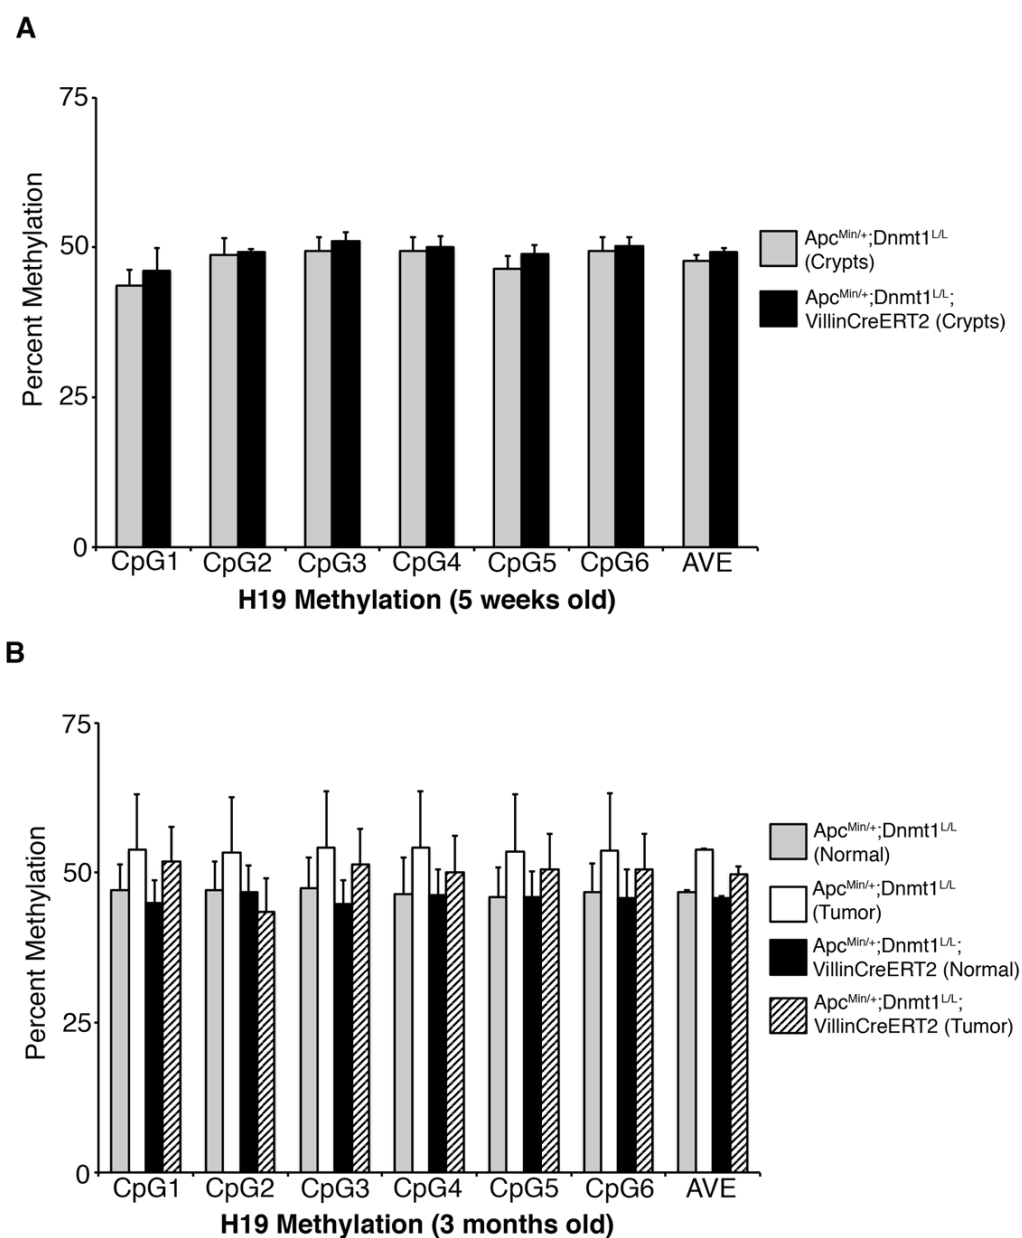 A
75
50
25
0
Percent Methylation
CpG1 CpG2 CpG3 CpG4 CpG5 CpG6 AVE
H19 Methylation (5 weeks old)
ApcMin/+;Dnmt1L/L
(Crypts)
ApcMin/+;Dnmt1L/L;
VillinCreERT2 (Crypts)
B
75
50
25
0
Percent Methylation
CpG1 CpG2 CpG3 CpG4 CpG5 CpG6 AVE
H19 Methylation (3 months old)
ApcMin/+;Dnmt1L/L
(Normal)
ApcMin/+;Dnmt1L/L
(Tumor)
ApcMin/+;Dnmt1L/L;
VillinCreERT2 (Normal)
ApcMin/+;Dnmt1L/L;
VillinCreERT2 (Tumor)